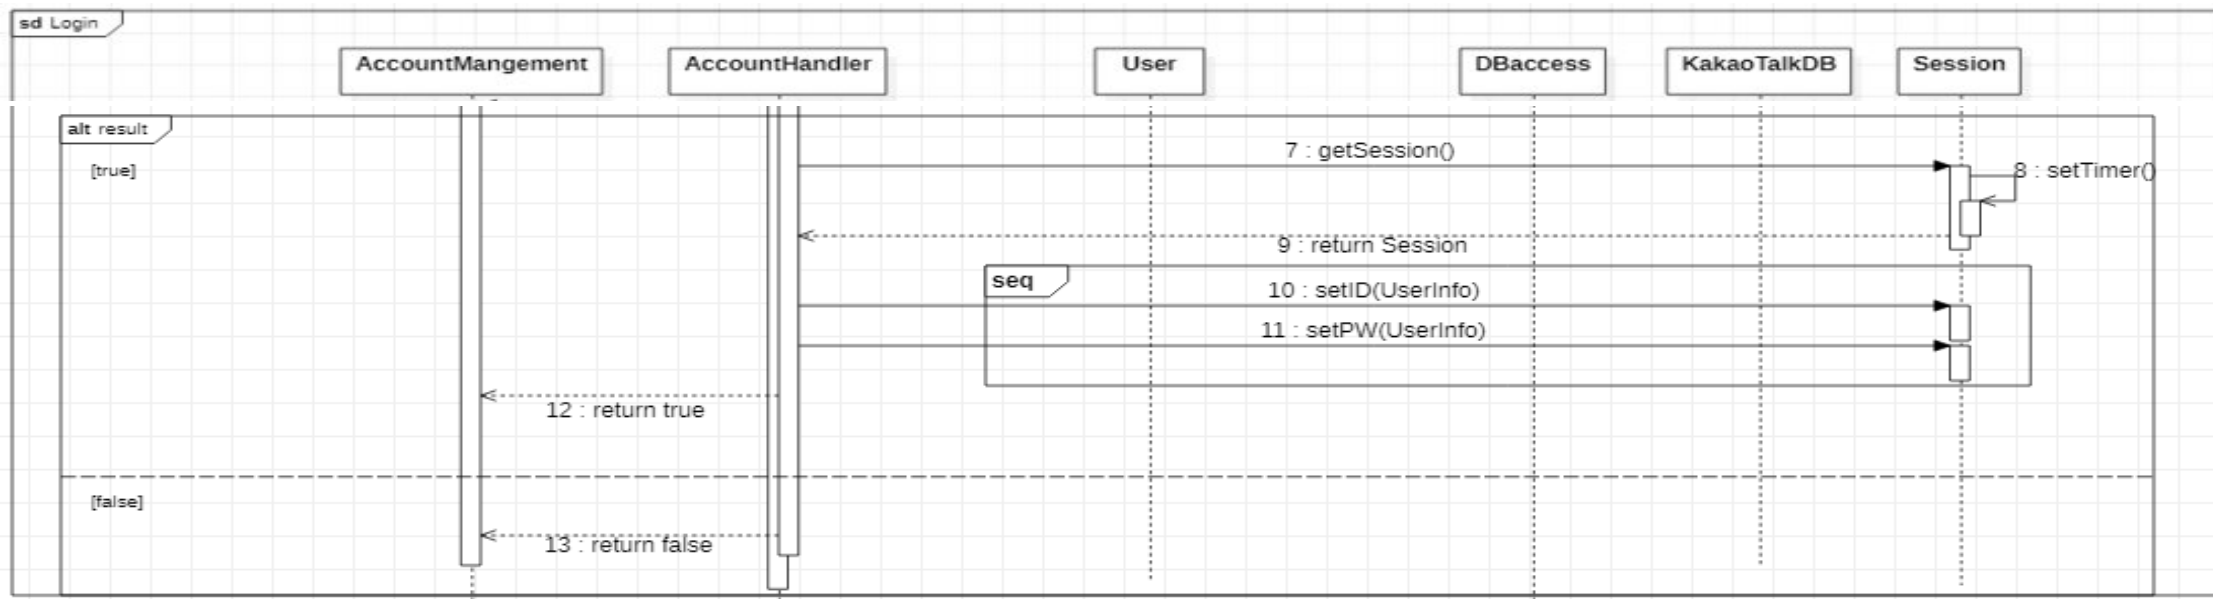 sd Login
AccountMangement
AccountHandler
User
DBaccess
KakaoTalkDB
Session
alt result
[true]
7 : getSession()
8 : setTimer()
9 : return Session
seq
10 : setID(UserInfo)
11 : setPW(UserInfo)
12 : return true
[false]
13 : return false